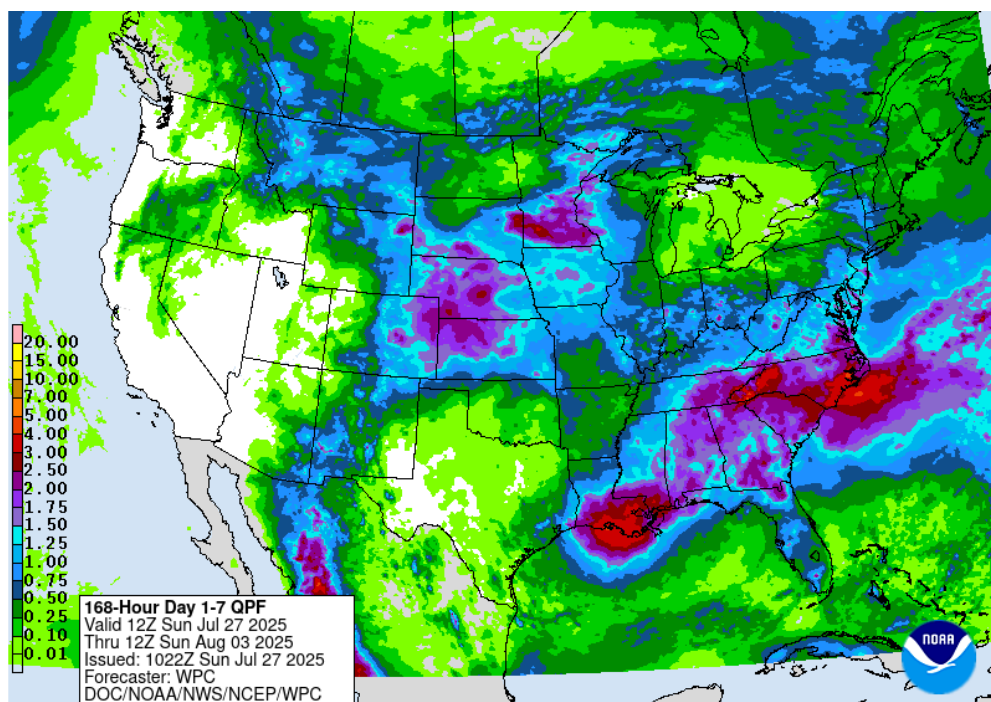 20.00
15.00
10.00
7.00
5.00
4.00
3.00
2.50
2.00
1.75
1.50
1.25
1.00
0.75
0.50
0.25
0.10
0.01
168-Hour Day 1-7 QPF
Valid 12Z Sun Jul 27 2025
Thru 12Z Sun Aug 03 2025
Issued: 1022Z Sun Jul 27 2025
Forecaster: WPC
DOC/NOAA/NWS/NCEP/WPC
NOAA